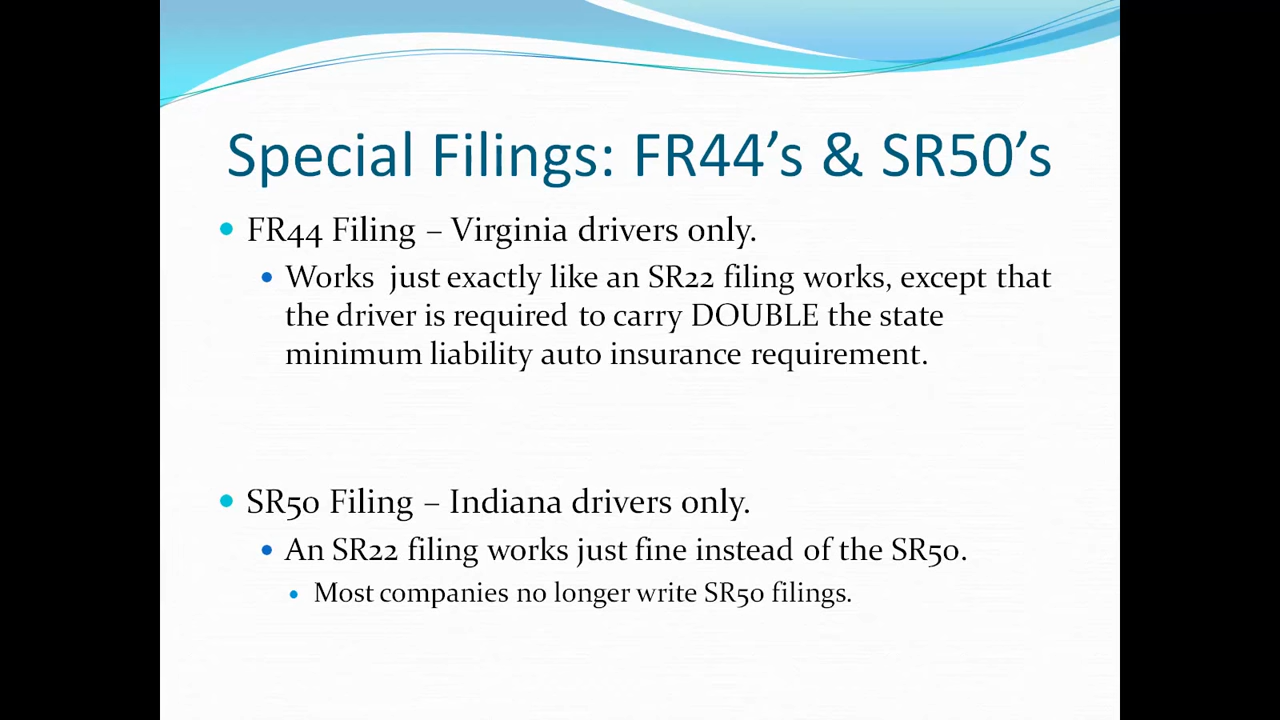 Special Filings: FR44’s & SR50’s
• FR44 Filing – Virginia drivers only.
• Works just exactly like an SR22 filing works, except that
the driver is required to carry DOUBLE the state
minimum liability auto insurance requirement.
• SR50 Filing – Indiana drivers only.
• An SR22 filing works just fine instead of the SR50.
• Most companies no longer write SR50 filings.